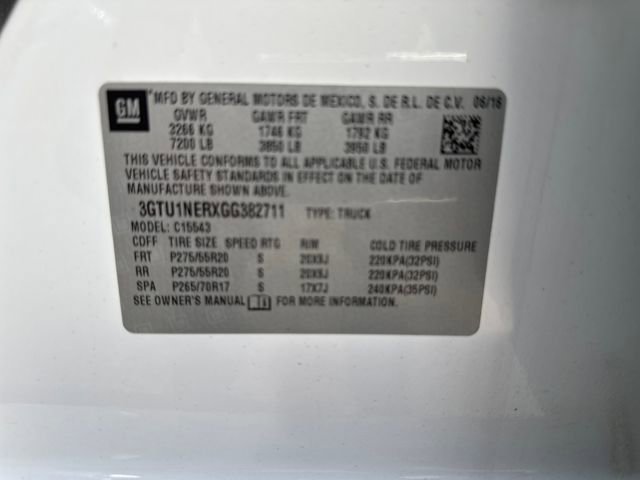 GM
*MFD BY GENERAL MOTORS DE MEXICO, S. DE R.L. DE C.V. 06/16
GVWR GAWR FRT GAWR RR
3266 KG 1746 KG 1792 KG
7200 LB 3850 LB 3950 LB
THIS VEHICLE CONFORMS TO ALL APPLICABLE U.S. FEDERAL MOTOR
VEHICLE SAFETY STANDARDS IN EFFECT ON THE DATE OF
MANUFACTURE SHOWN ABOVE.
3GTU1NERXGG382711 TYPE: TRUCK
MODEL: C15543
CDFF TIRE SIZE SPEED RTG RIM COLD TIRE PRESSURE
FRT P275/55R20 S 20X9J 220KPA(32PSI)
RR P275/55R20 S 20X9J 220KPA(32PSI)
SPA P265/70R17 S 17X7J 240KPA(35PSI)
SEE OWNER'S MANUAL FOR MORE INFORMATION.